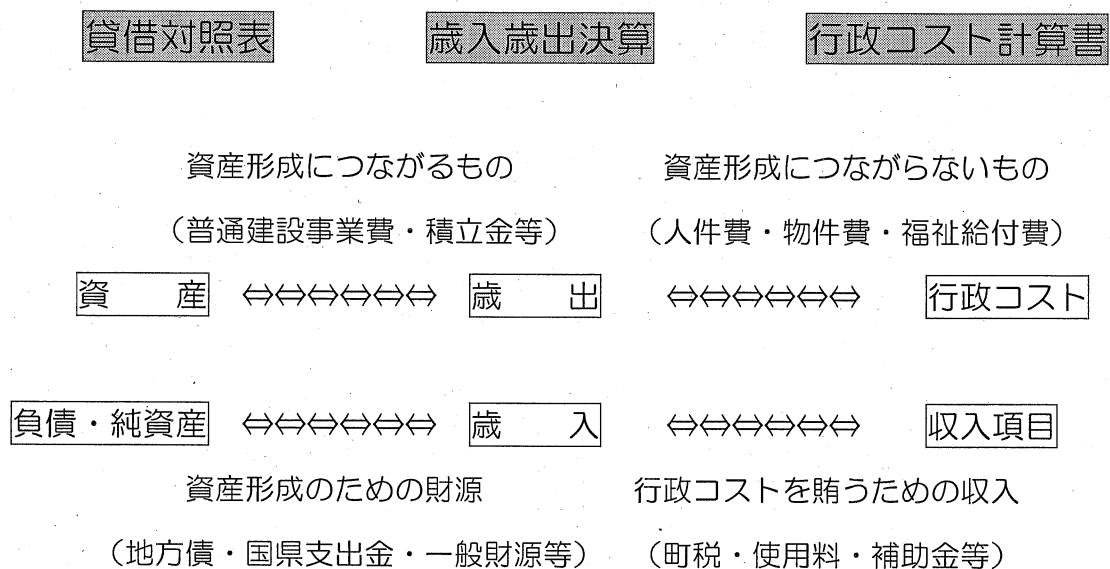 貸借対照表 歳入歳出決算 行政コスト計算書
資産形成につながるもの 資産形成につながらないもの
（普通建設事業費・積立金等） （人件費・物件費・福祉給付費）
資　産 ⇔⇔⇔⇔⇔⇔ 歳　出 ⇔⇔⇔⇔⇔⇔ 行政コスト
負債・純資産 ⇔⇔⇔⇔⇔⇔ 歳　入 ⇔⇔⇔⇔⇔⇔ 収入項目
資産形成のための財源 行政コストを賄うための収入
（地方債・国県支出金・一般財源等） （町税・使用料・補助金等）